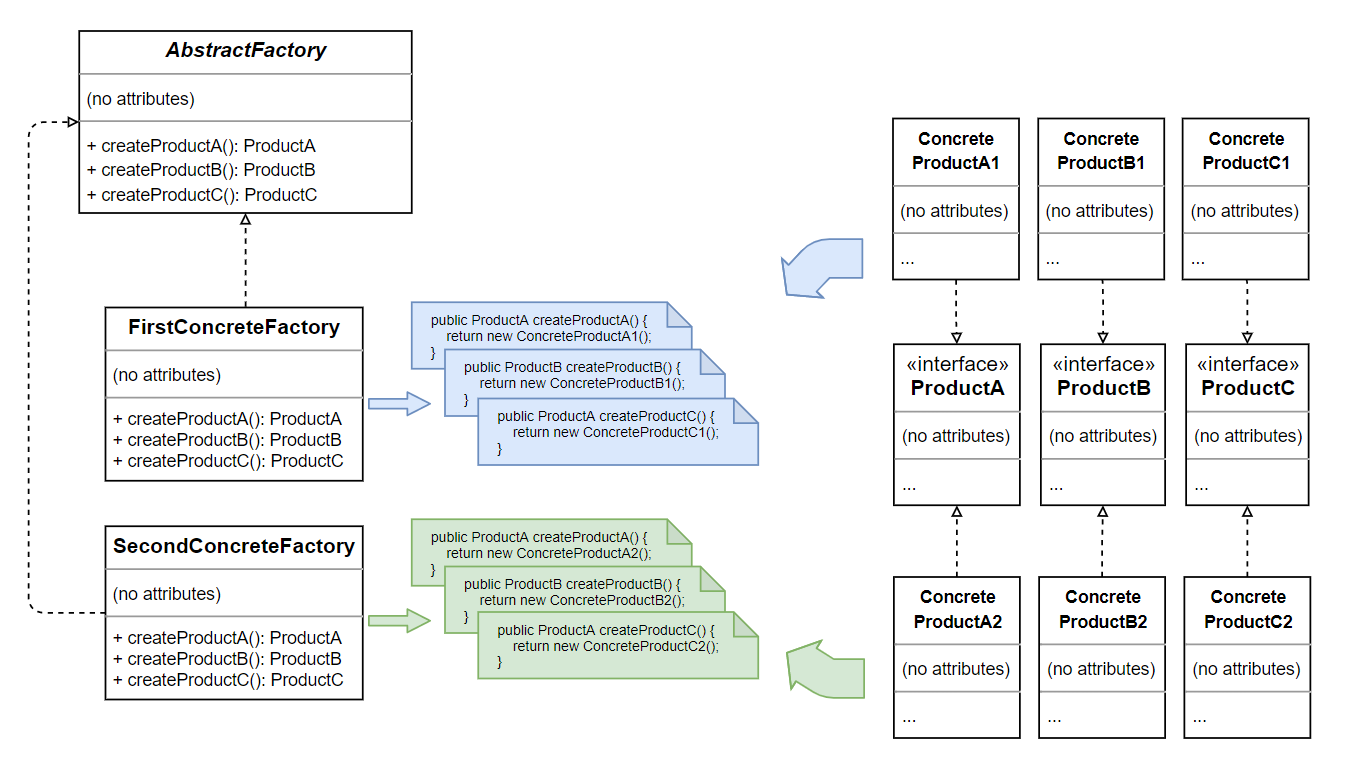 AbstractFactory
(no attributes)
+ createProductA(): ProductA
+ createProductB(): ProductB
+ createProductC(): ProductC
FirstConcreteFactory
(no attributes)
+ createProductA(): ProductA
+ createProductB(): ProductB
+ createProductC(): ProductC
public ProductA createProductA() {
return new ConcreteProductA1();
}
public ProductB createProductB() {
return new ConcreteProductB1();
}
public ProductA createProductC() {
return new ConcreteProductC1();
}
SecondConcreteFactory
(no attributes)
+ createProductA(): ProductA
+ createProductB(): ProductB
+ createProductC(): ProductC
public ProductA createProductA() {
return new ConcreteProductA2();
}
public ProductB createProductB() {
return new ConcreteProductB2();
}
public ProductA createProductC() {
return new ConcreteProductC2();
}
Concrete
ProductA1
(no attributes)
...
Concrete
ProductB1
(no attributes)
...
Concrete
ProductC1
(no attributes)
...
«interface»
ProductA
(no attributes)
...
«interface»
ProductB
(no attributes)
...
«interface»
ProductC
(no attributes)
...
Concrete
ProductA2
(no attributes)
...
Concrete
ProductB2
(no attributes)
...
Concrete
ProductC2
(no attributes)
...